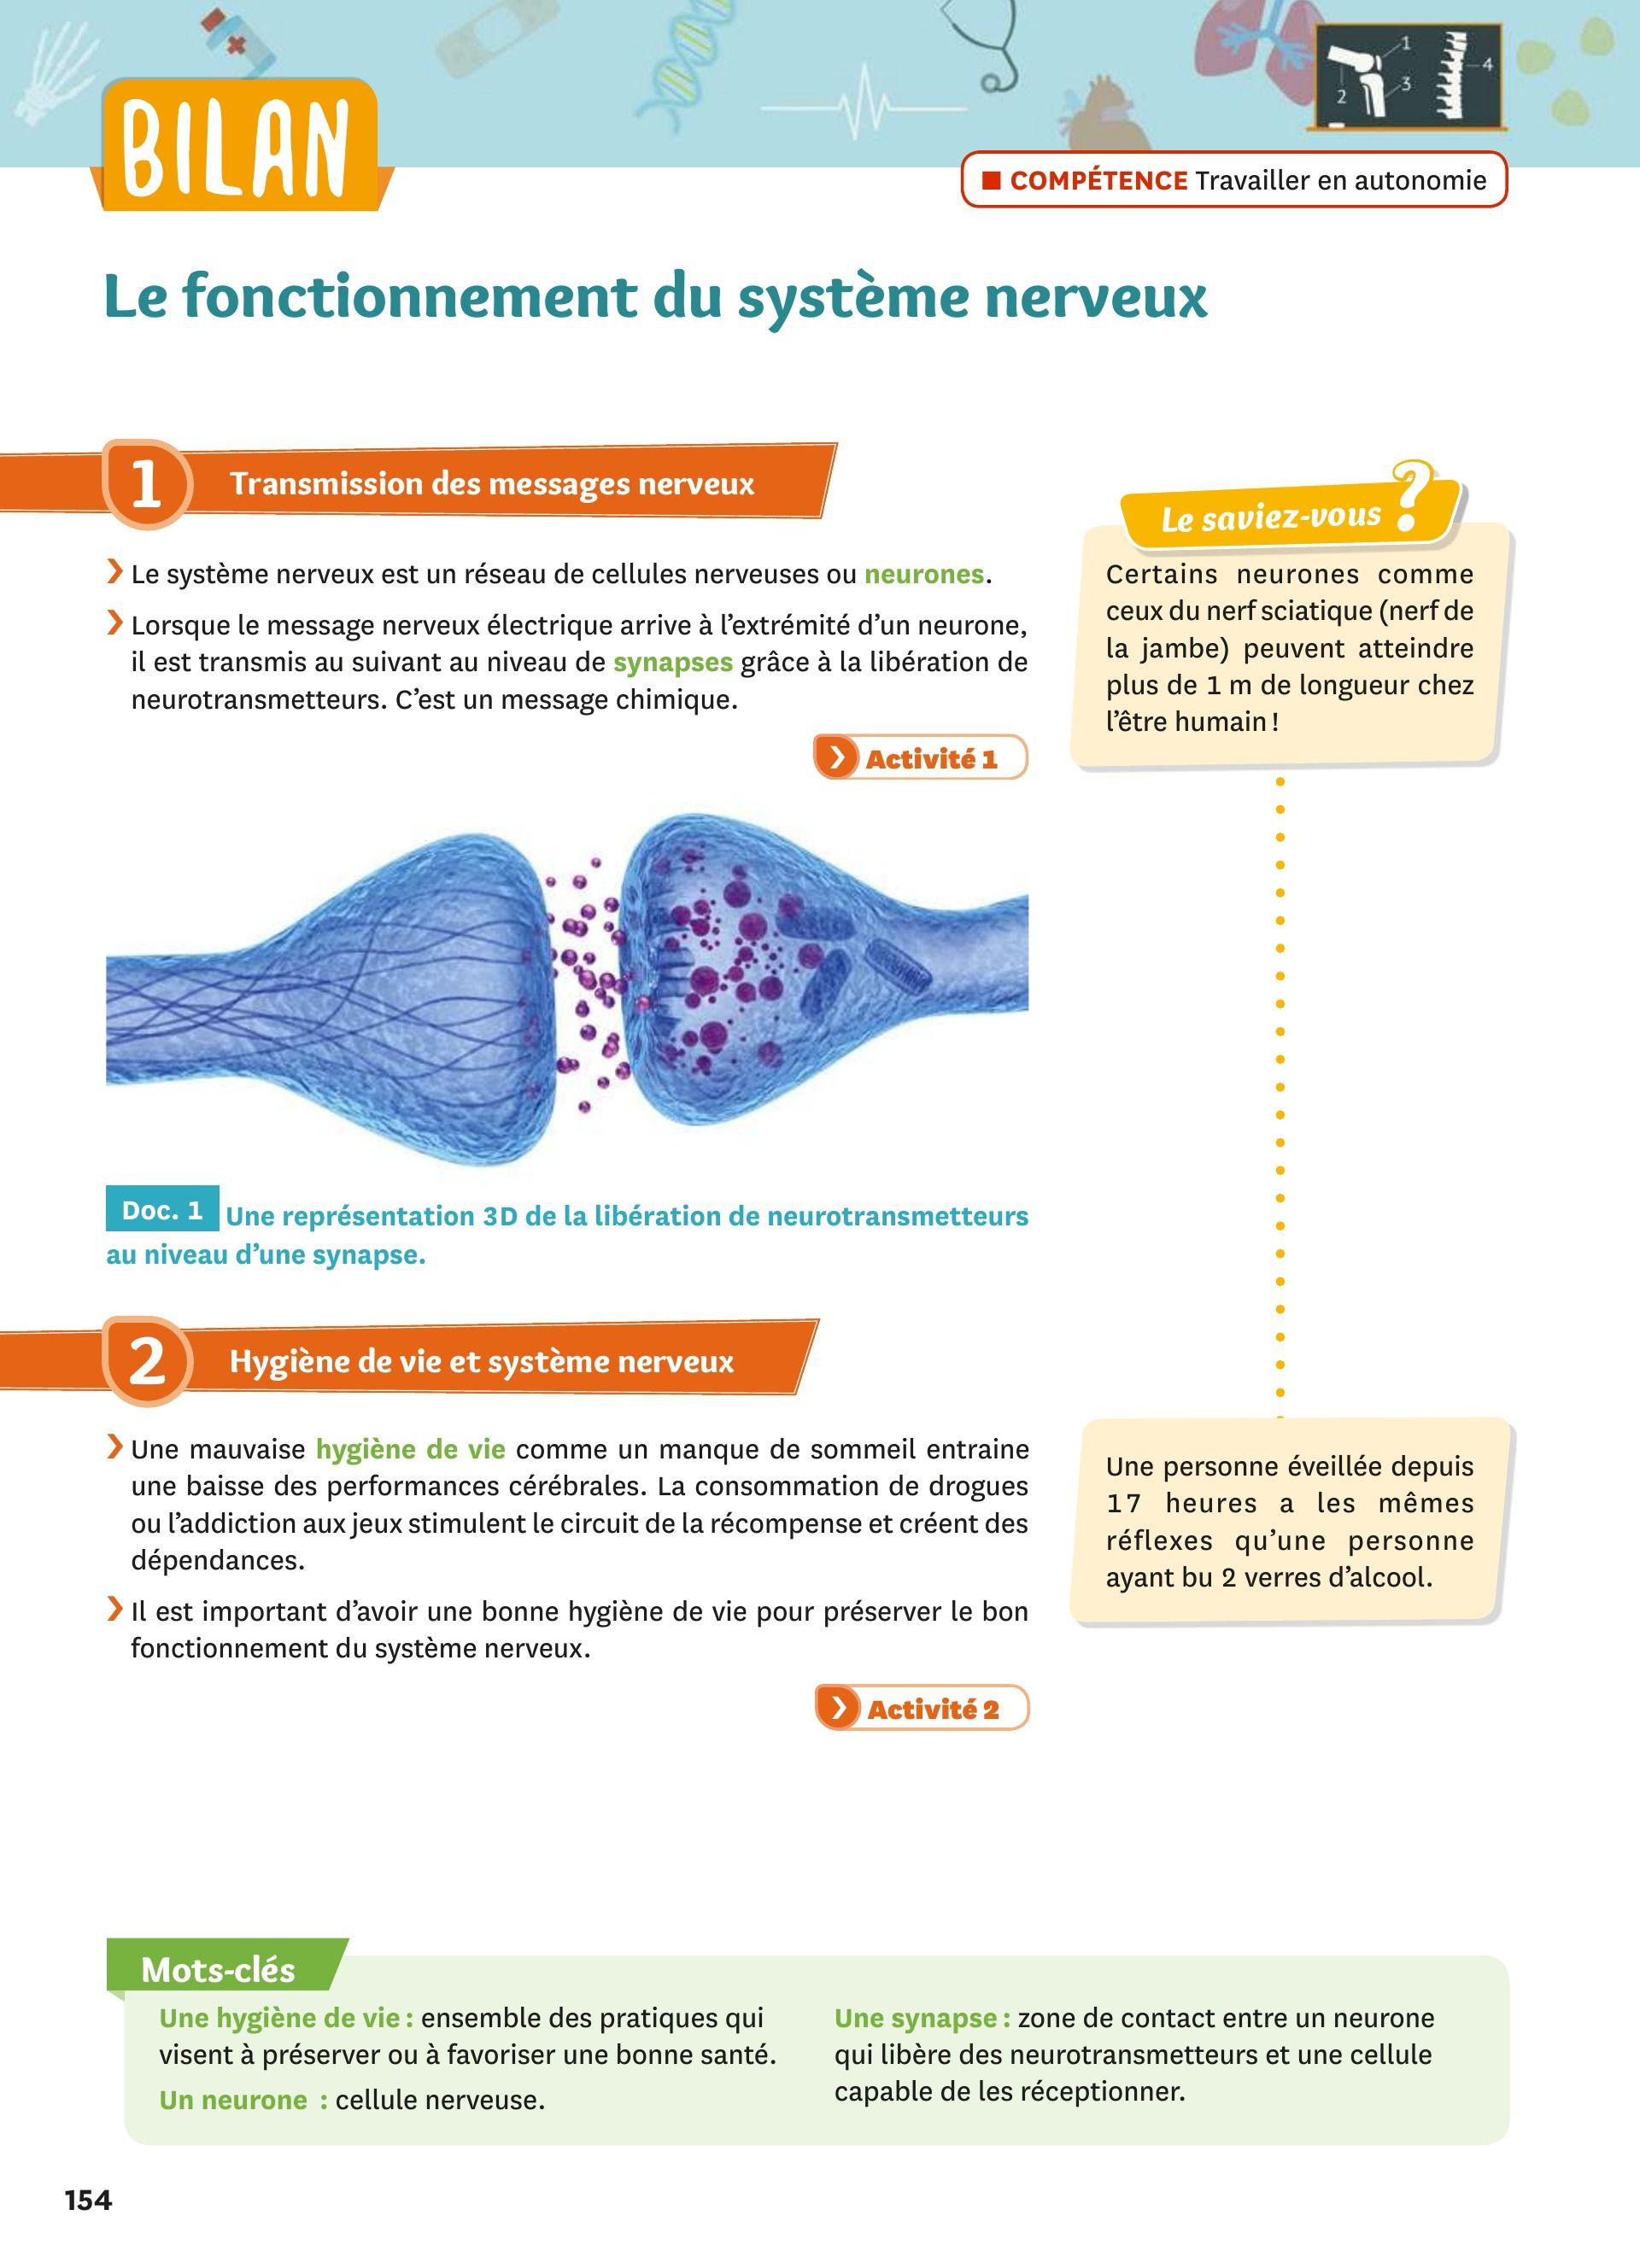 BILAN
1
2
3
4
■ COMPÉTENCE Travailler en autonomie
Le fonctionnement du système nerveux
1 Transmission des messages nerveux
❯ Le système nerveux est un réseau de cellules nerveuses ou neurones.
❯ Lorsque le message nerveux électrique arrive à l’extrémité d’un neurone,
il est transmis au suivant au niveau de synapses grâce à la libération de
neurotransmetteurs. C’est un message chimique.
❯ Activité 1
Le saviez-vous ?
Certains neurones comme
ceux du nerf sciatique (nerf de
la jambe) peuvent atteindre
plus de 1 m de longueur chez
l’être humain !
Doc. 1 Une représentation 3D de la libération de neurotransmetteurs
au niveau d’une synapse.
2 Hygiène de vie et système nerveux
❯ Une mauvaise hygiène de vie comme un manque de sommeil entraine
une baisse des performances cérébrales. La consommation de drogues
ou l’addiction aux jeux stimulent le circuit de la récompense et créent des
dépendances.
❯ Il est important d’avoir une bonne hygiène de vie pour préserver le bon
fonctionnement du système nerveux.
❯ Activité 2
Une personne éveillée depuis
17 heures a les mêmes
réflexes qu’une personne
ayant bu 2 verres d’alcool.
Mots-clés
Une hygiène de vie : ensemble des pratiques qui
visent à préserver ou à favoriser une bonne santé.
Un neurone : cellule nerveuse.
Une synapse : zone de contact entre un neurone
qui libère des neurotransmetteurs et une cellule
capable de les réceptionner.
154